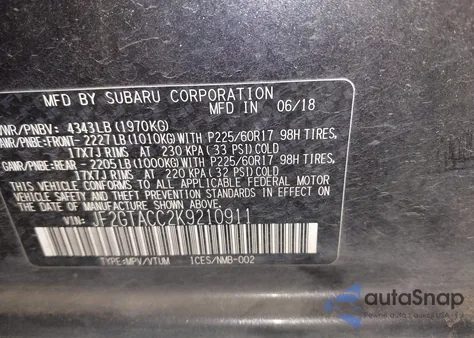 MFD BY SUBARU CORPORATION
MFD IN 06/18
WR/PNBV: 4343LB (1970KG)
GAWR/PNBE-FRONT- 2227LB (1010KG) WITH P225/60R17 98H TIRES,
17X7J RIMS AT 230 KPA (33 PSI) COLD
GAWR/PNBE-REAR- 2205LB (1000KG) WITH P225/60R17 98H TIRES,
17X7J RIMS AT 220 KPA (32 PSI) COLD
THIS VEHICLE CONFORMS TO ALL APPLICABLE FEDERAL MOTOR
VEHICLE SAFETY AND THEFT PREVENTION STANDARDS IN EFFECT
ON THE DATE OF MANUFACTURE SHOWN ABOVE.
VIN: JF2GTACC2K9210911
TYPE:MPV/VTUM ICES/NMB-002
autoSnap